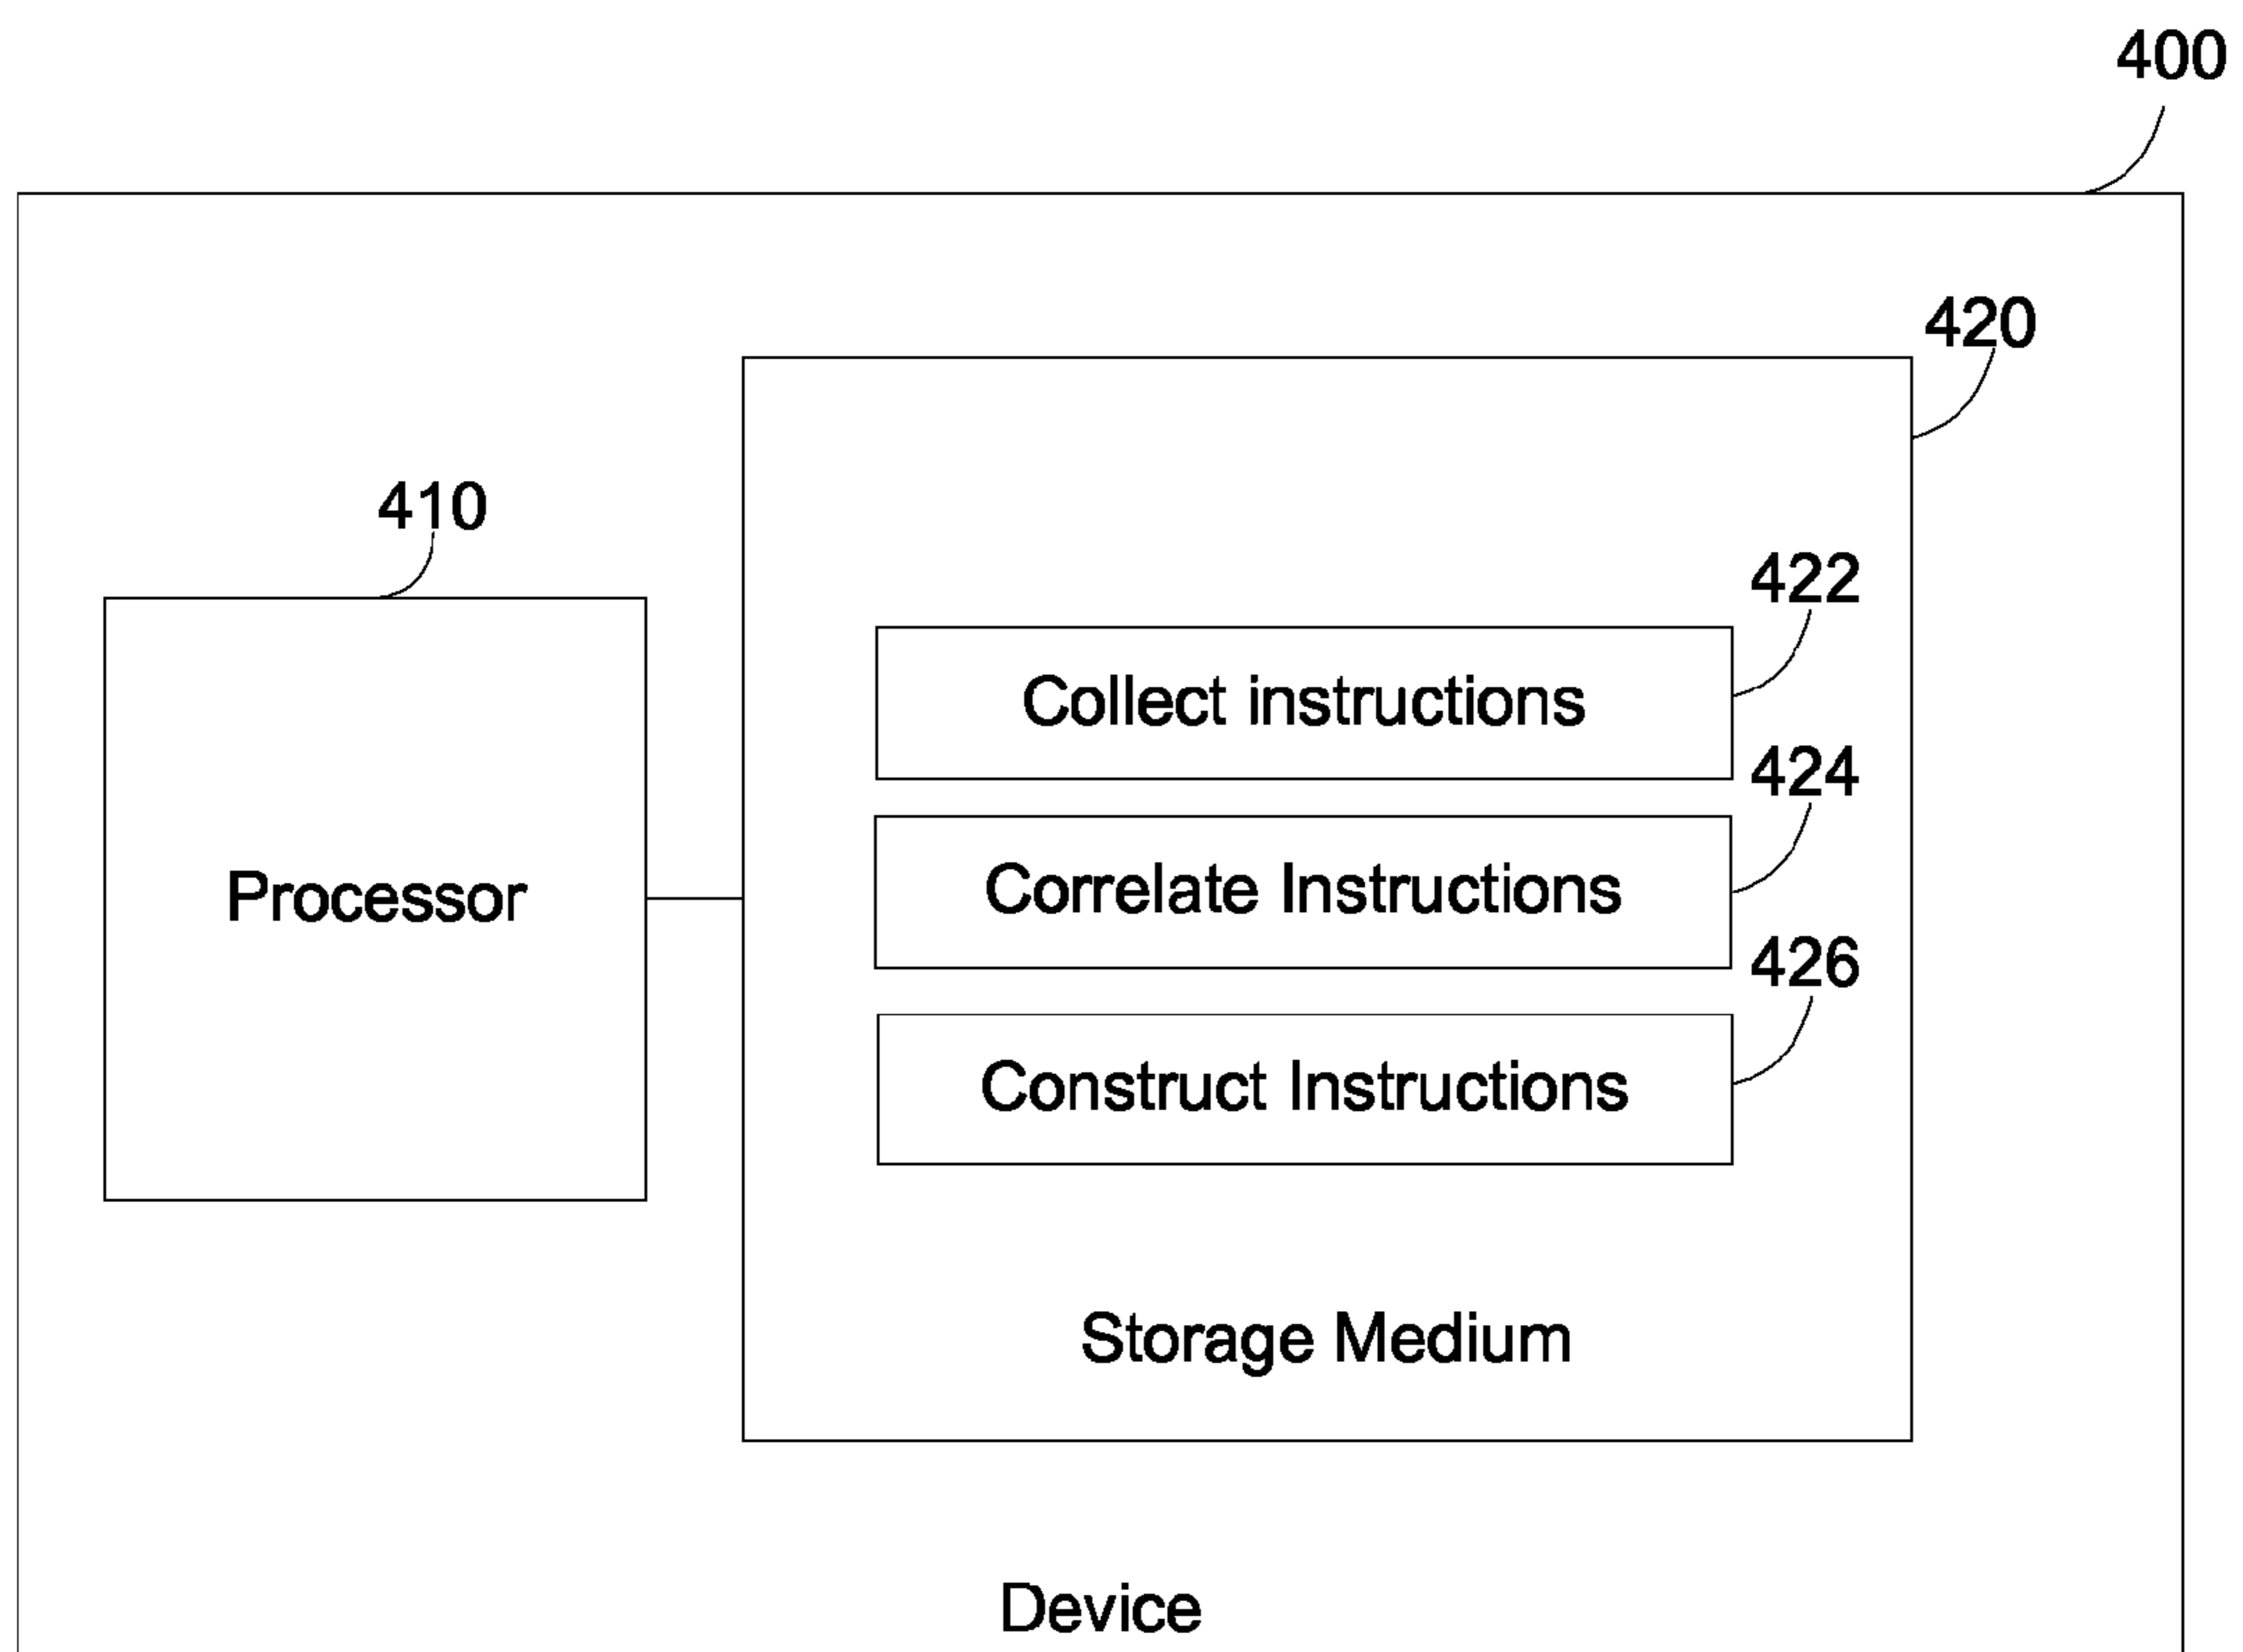 400
420
410
422
Collect instructions
424
Correlate Instructions
Processor
426
Construct Instructions
Storage Medium
Device